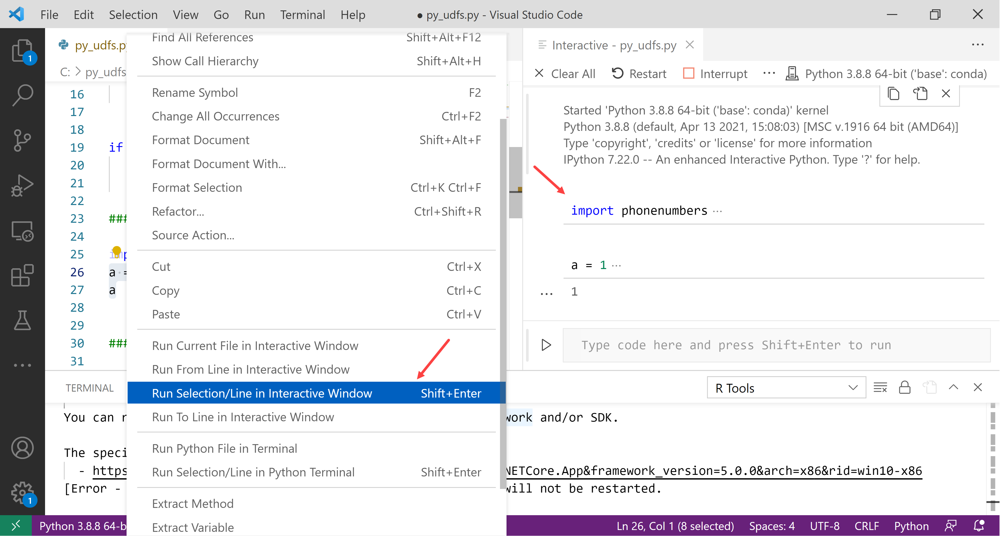 File Edit Selection View Go Run Terminal Help
● py_udfs.py - Visual Studio Code
1
py_udfs.py
C: > py_udfs
16
17
18
19 if
20
21
22
23 ###
24
25 imp
26 a =
27 a
28
29
30 ###
31
Find All References Shift+Alt+F12
Show Call Hierarchy Shift+Alt+H
Rename Symbol F2
Change All Occurrences Ctrl+F2
Format Document Shift+Alt+F
Format Document With...
Format Selection Ctrl+K Ctrl+F
Refactor... Ctrl+Shift+R
Source Action...
Cut Ctrl+X
Copy Ctrl+C
Paste Ctrl+V
Run Current File in Interactive Window
Run From Line in Interactive Window
Run Selection/Line in Interactive Window Shift+Enter
Run To Line in Interactive Window
Run Python File in Terminal
Run Selection/Line in Python Terminal Shift+Enter
Extract Method
Extract Variable
Interactive - py_udfs.py
Clear All Restart Interrupt ... Python 3.8.8 64-bit ('base': conda)
Started 'Python 3.8.8 64-bit ('base': conda)' kernel
Python 3.8.8 (default, Apr 13 2021, 15:08:03) [MSC v.1916 64 bit (AMD64)]
Type 'copyright', 'credits' or 'license' for more information
IPython 7.22.0 -- An enhanced Interactive Python. Type '?' for help.
import phonenumbers ...
a = 1 ...
... 1
Type code here and press Shift+Enter to run
TERMINAL
R Tools
You can r
work and/or SDK.
The speci
- https
NETCore.App&framework_version=5.0.0&arch=x86&rid=win10-x86
[Error -
will not be restarted.
1
Python 3.8.8 64-b
Ln 26, Col 1 (8 selected) Spaces: 4 UTF-8 CRLF Python